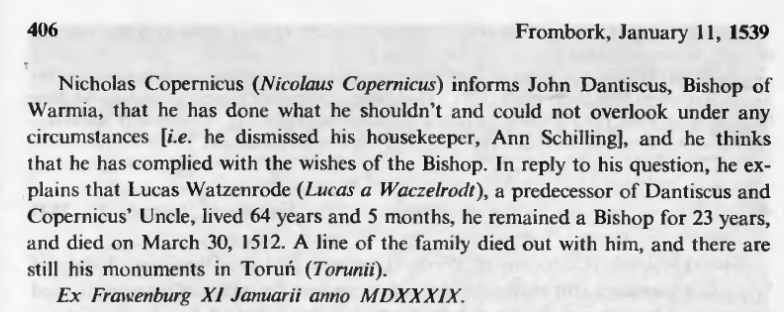 406 Frombork, January 11, 1539
Nicholas Copernicus (Nicolaus Copernicus) informs John Dantiscus, Bishop of
Warmia, that he has done what he shouldn't and could not overlook under any
circumstances [i.e. he dismissed his housekeeper, Ann Schilling], and he thinks
that he has complied with the wishes of the Bishop. In reply to his question, he ex-
plains that Lucas Watzenrode (Lucas a Waczelrodt), a predecessor of Dantiscus and
Copernicus' Uncle, lived 64 years and 5 months, he remained a Bishop for 23 years,
and died on March 30, 1512. A line of the family died out with him, and there are
still his monuments in Toruń (Torunii).
Ex Frawenburg XI Januarii anno MDXXXIX.